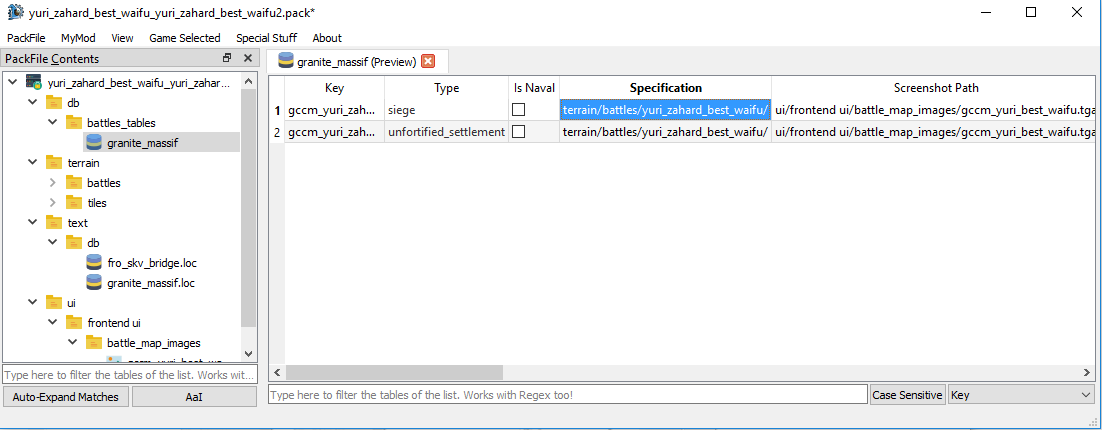 yuri_zahard_best_waifu_yuri_zahard_best_waifu2.pack*
PackFile MyMod View Game Selected Special Stuff About
PackFile Contents
yuri_zahard_best_waifu_yuri_zahar...
db
battles_tables
granite_massif
terrain
battles
tiles
text
db
fro_skv_bridge.loc
granite_massif.loc
ui
frontend ui
battle_map_images
Type here to filter the tables of the list. Works wit...
Auto-Expand Matches AaI
granite_massif (Preview)
Key Type Is Naval Specification Screenshot Path
1 gccm_yuri_zah... siege terrain/battles/yuri_zahard_best_waifu/ ui/frontend ui/battle_map_images/gccm_yuri_best_waifu.tga
2 gccm_yuri_zah... unfortified_settlement terrain/battles/yuri_zahard_best_waifu/ ui/frontend ui/battle_map_images/gccm_yuri_best_waifu.tga
Type here to filter the tables of the list. Works with Regex too! Case Sensitive Key